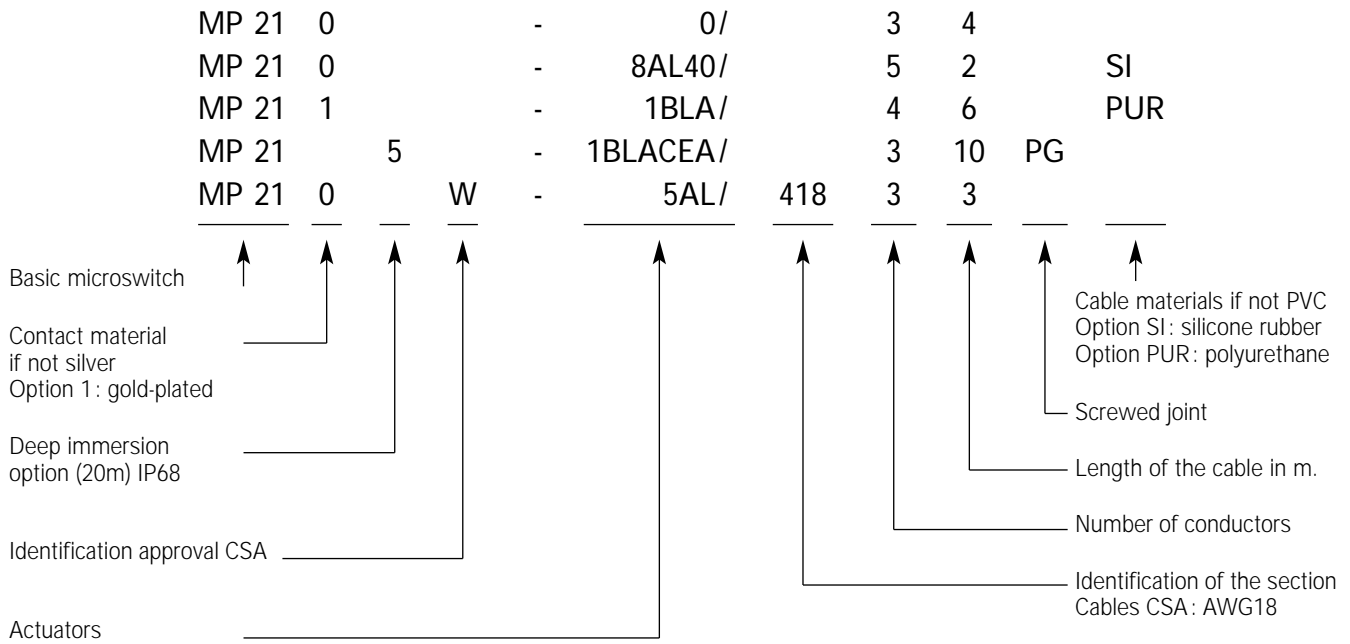 MP 21 0 - 0/ 3 4
MP 21 0 - 8AL40/ 5 2 SI
MP 21 1 - 1BLA/ 4 6 PUR
MP 21 5 - 1BLACEA/ 3 10 PG
MP 21 0 W - 5AL/ 418 3 3
Basic microswitch
Contact material
if not silver
Option 1: gold-plated
Deep immersion
option (20m) IP68
Identification approval CSA
Actuators
Cable materials if not PVC
Option SI: silicone rubber
Option PUR: polyurethane
Screwed joint
Length of the cable in m.
Number of conductors
Identification of the section
Cables CSA: AWG18